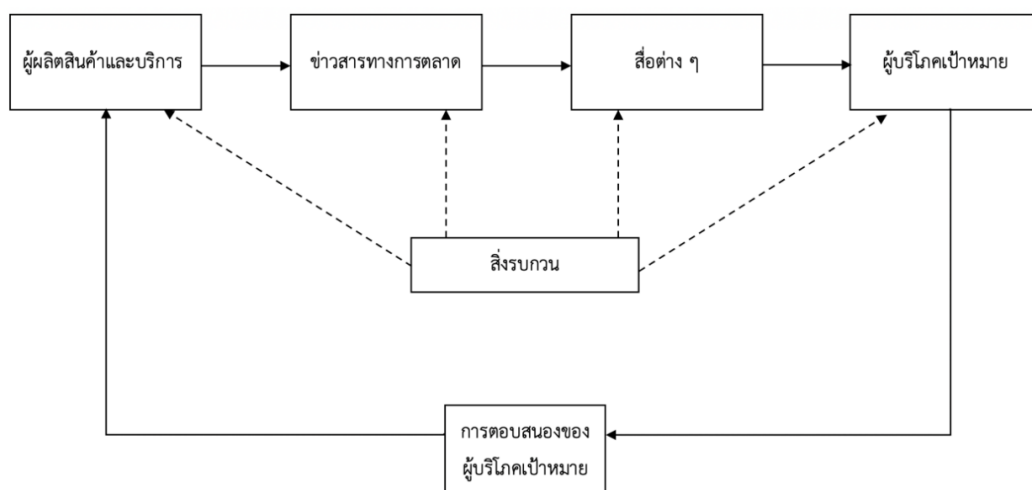 ผู้ผลิตสินค้าและบริการ
ข่าวสารทางการตลาด
สื่อต่าง ๆ
ผู้บริโภคเป้าหมาย
สิ่งรบกวน
การตอบสนองของ
ผู้บริโภคเป้าหมาย